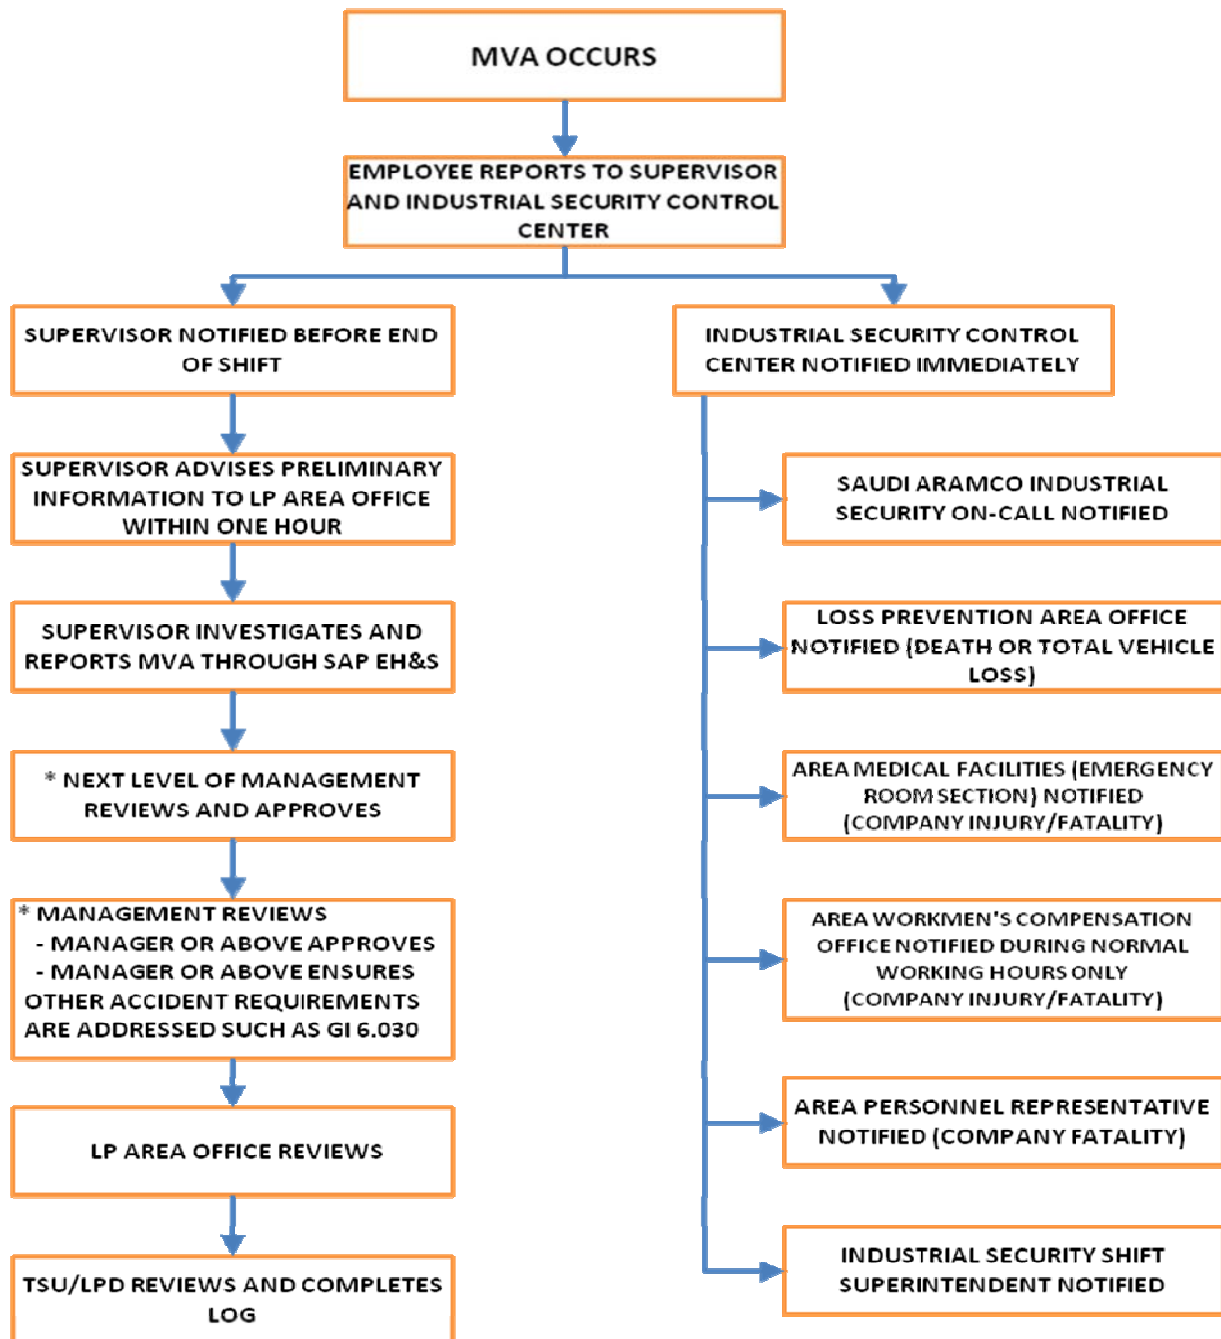 MVA OCCURS
EMPLOYEE REPORTS TO SUPERVISOR
AND INDUSTRIAL SECURITY CONTROL
CENTER
SUPERVISOR NOTIFIED BEFORE END
OF SHIFT
SUPERVISOR ADVISES PRELIMINARY
INFORMATION TO LP AREA OFFICE
WITHIN ONE HOUR
SUPERVISOR INVESTIGATES AND
REPORTS MVA THROUGH SAP EH&S
* NEXT LEVEL OF MANAGEMENT
REVIEWS AND APPROVES
* MANAGEMENT REVIEWS
- MANAGER OR ABOVE APPROVES
- MANAGER OR ABOVE ENSURES
OTHER ACCIDENT REQUIREMENTS
ARE ADDRESSED SUCH AS GI 6.030
LP AREA OFFICE REVIEWS
TSU/LPD REVIEWS AND COMPLETES
LOG
INDUSTRIAL SECURITY CONTROL
CENTER NOTIFIED IMMEDIATELY
SAUDI ARAMCO INDUSTRIAL
SECURITY ON-CALL NOTIFIED
LOSS PREVENTION AREA OFFICE
NOTIFIED (DEATH OR TOTAL VEHICLE
LOSS)
AREA MEDICAL FACILITIES (EMERGENCY
ROOM SECTION) NOTIFIED
(COMPANY INJURY/FATALITY)
AREA WORKMEN'S COMPENSATION
OFFICE NOTIFIED DURING NORMAL
WORKING HOURS ONLY
(COMPANY INJURY/FATALITY)
AREA PERSONNEL REPRESENTATIVE
NOTIFIED (COMPANY FATALITY)
INDUSTRIAL SECURITY SHIFT
SUPERINTENDENT NOTIFIED